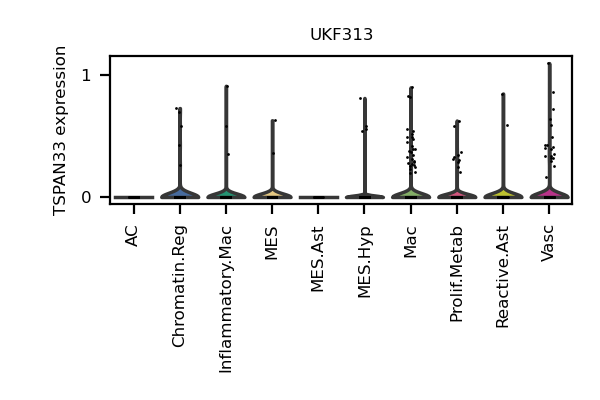 UKF313
TSPAN33 expression
1
0
AC
Chromatin.Reg
Inflammatory.Mac
MES
MES.Ast
MES.Hyp
Mac
Prolif.Metab
Reactive.Ast
Vasc